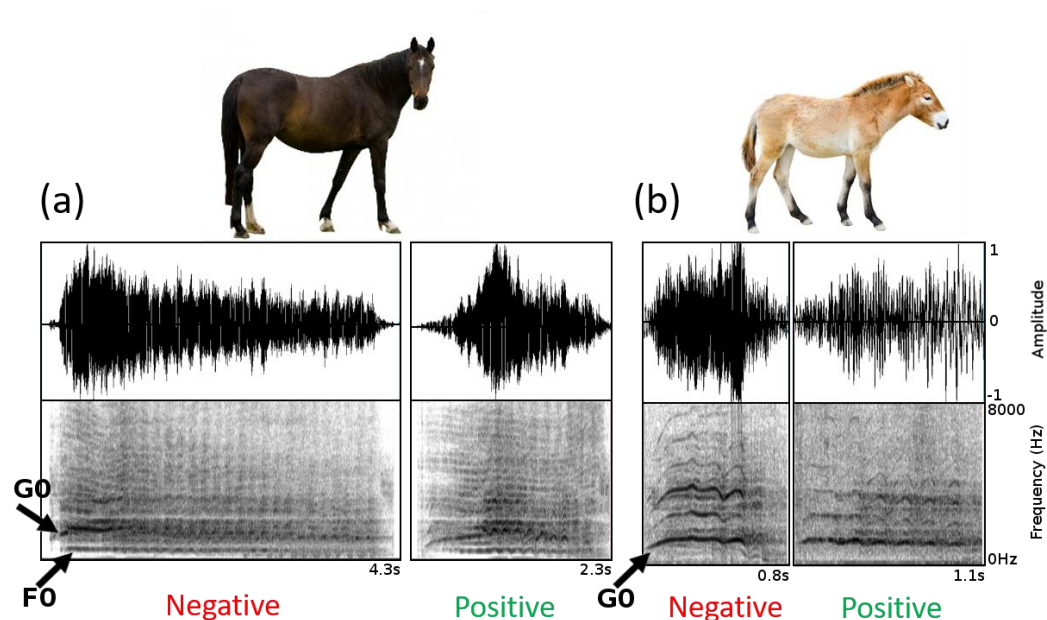 (a)
(b)
1
0
-1
Amplitude
8000
Frequency (Hz)
0Hz
G0
F0
G0
4.3s
2.3s
0.8s
1.1s
Negative
Positive
Negative
Positive